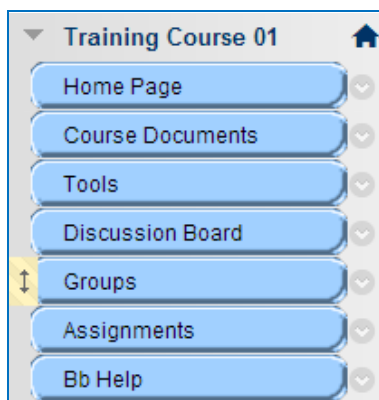 Training Course 01
Home Page
Course Documents
Tools
Discussion Board
Groups
Assignments
Bb Help